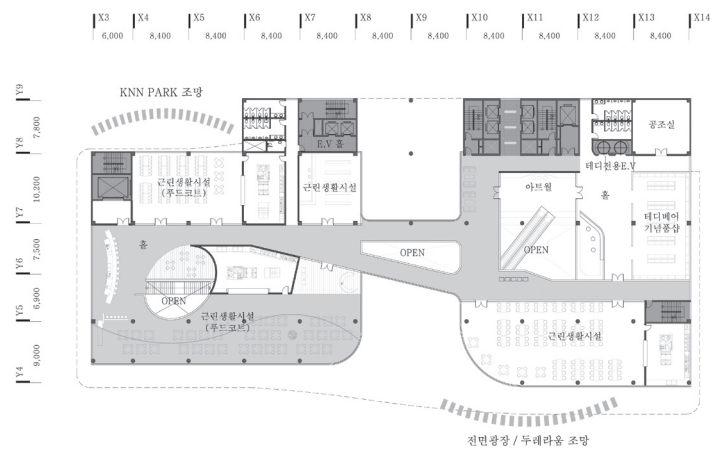 X3 X4 X5 X6 X7 X8 X9 X10 X11 X12 X13 X14
6,000 8,400 8,400 8,400 8,400 8,400 8,400 8,400 8,400 8,400 8,400
Y9
7,800
Y8
10,200
Y7
7,500
Y6
6,900
Y5
9,000
Y4
KNN PARK 조망
E.V 홀
공조실
테디전용E.V
근린생활시설
(푸드코트)
근린생활시설
아트월
홀
테디베어
기념품샵
홀
OPEN
OPEN
OPEN
근린생활시설
(푸드코트)
근린생활시설
전면광장 / 두레라움 조망